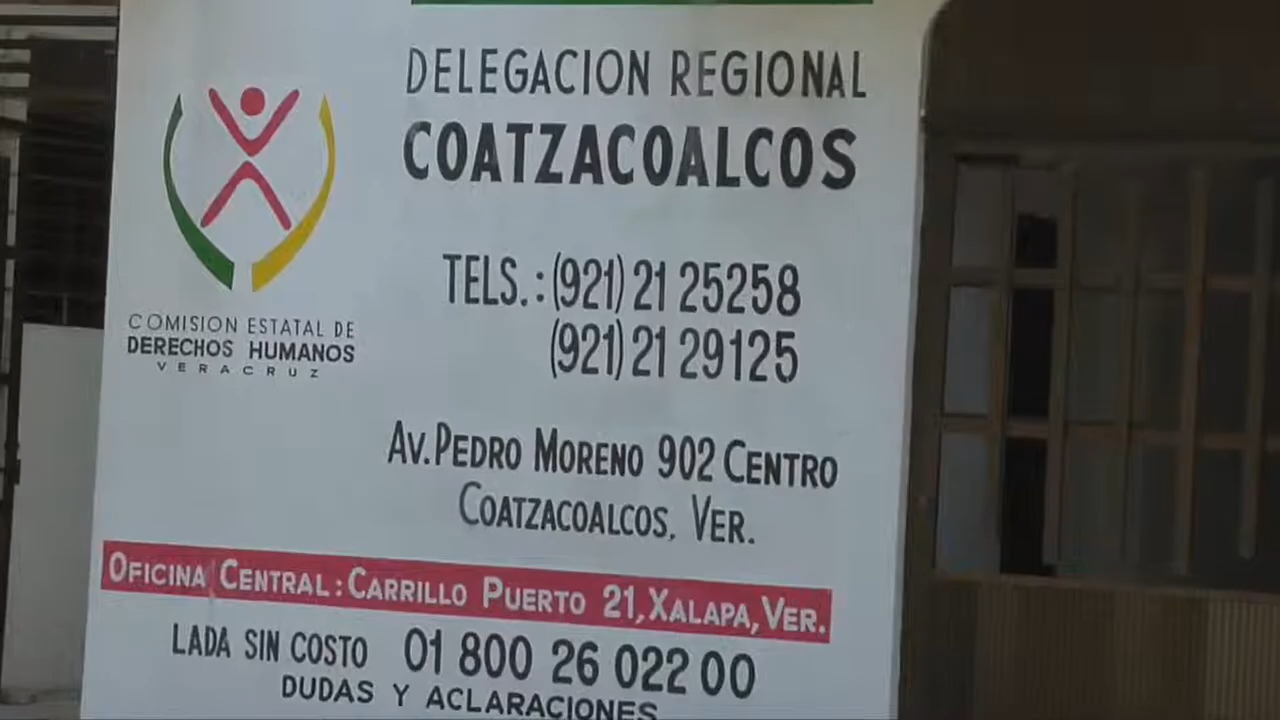 DELEGACION REGIONAL
COATZACOALCOS
COMISION ESTATAL DE
DERECHOS HUMANOS
VERACRUZ
TELS.: (921) 21 25258
(921) 21 29125
AV. PEDRO MORENO 902 CENTRO
COATZACOALCOS, VER.
OFICINA CENTRAL: CARRILLO PUERTO 21, XALAPA, VER.
LADA SIN COSTO 01 800 26 022 00
DUDAS Y ACLARACIONES